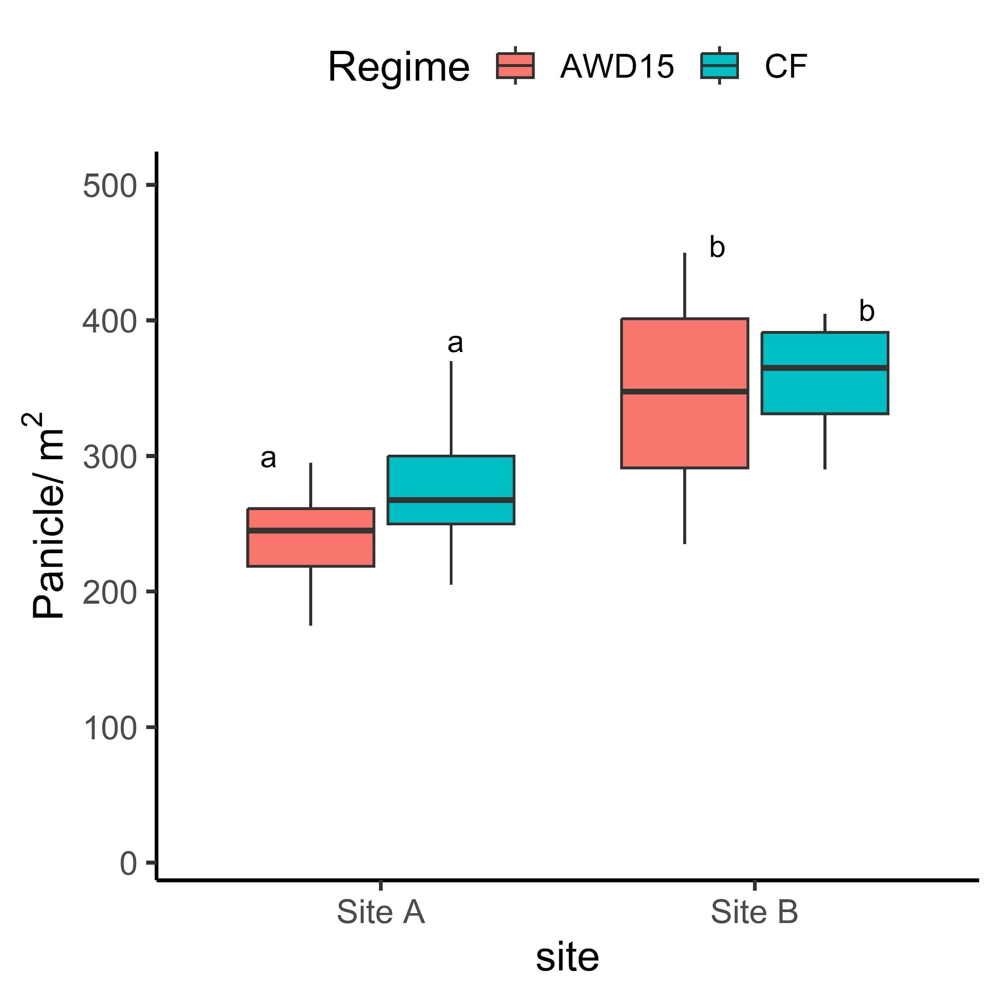 Regime AWD15 CF
500
400
300
200
100
0
Panicle/ m²
b
b
a
a
Site A Site B
site